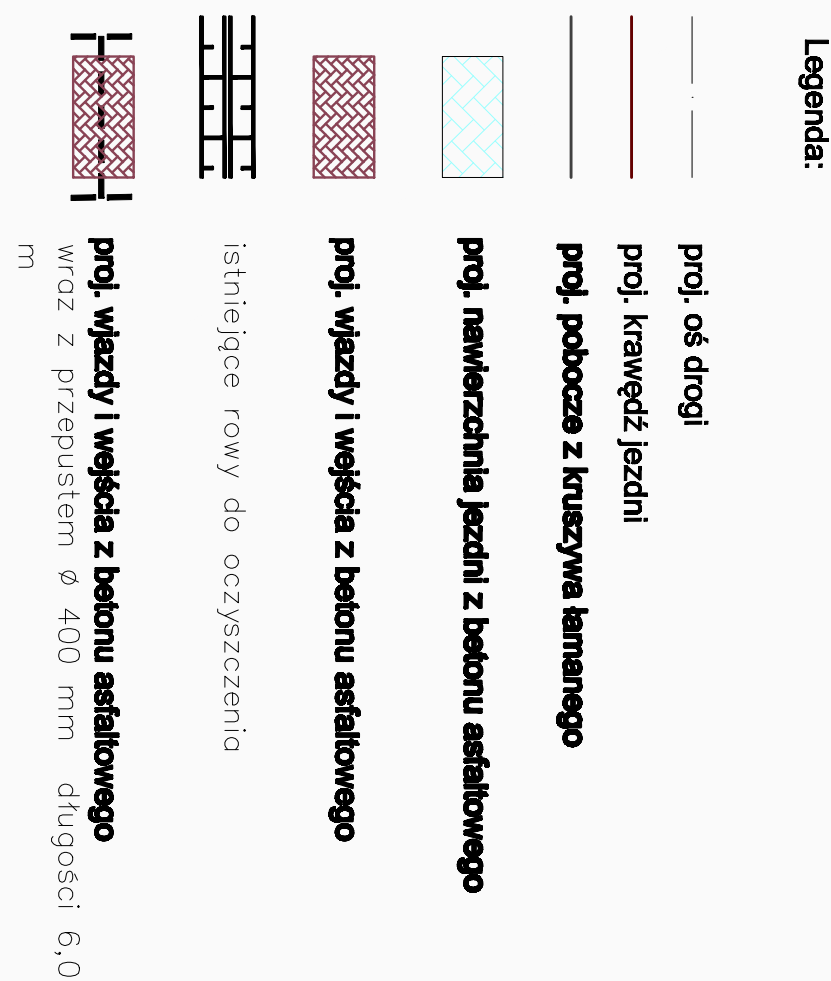 Legenda:
proj. oś drogi
proj. krawędź jezdni
proj. pobocze z kruszywa łamanego
proj. nawierzchnia jezdni z betonu asfaltowego
proj. wjazdy i wejścia z betonu asfaltowego
istniejące rowy do oczyszczenia
proj. wjazdy i wejścia z betonu asfaltowego
wraz z przepustem Ø 400 mm długości 6,0
m